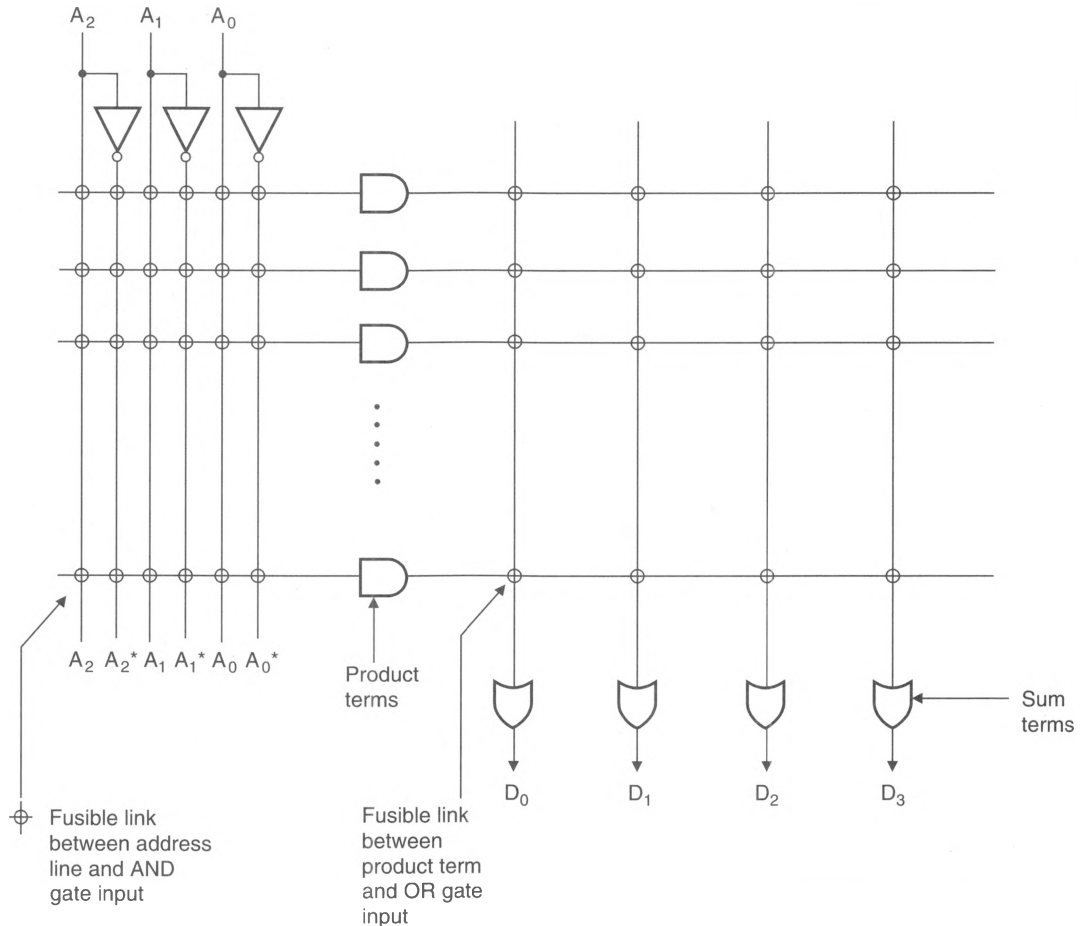 A₂ A₁ A₀
A₂ A₂* A₁ A₁* A₀ A₀*
Product
terms
Sum
terms
D₀ D₁ D₂ D₃
Fusible link
between address
line and AND
gate input
Fusible link
between
product term
and OR gate
input